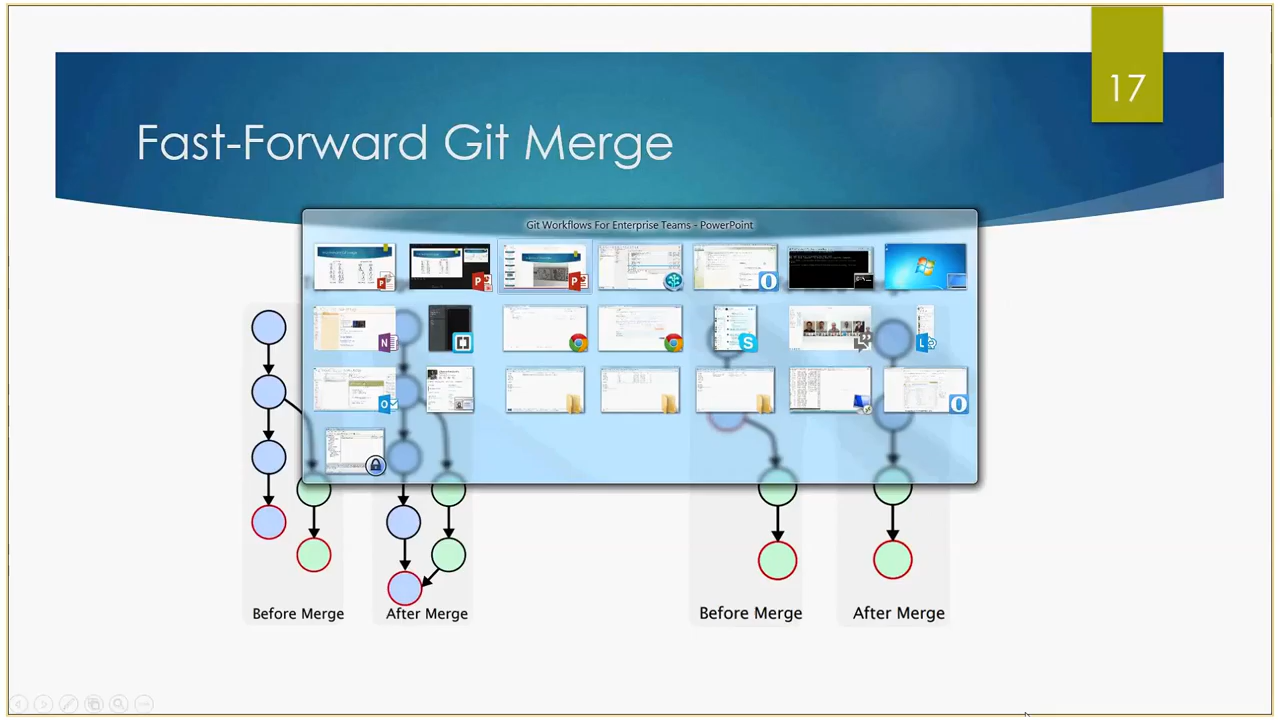 17
Fast-Forward Git Merge
Git Workflows For Enterprise Teams - PowerPoint
Before Merge
After Merge
Before Merge
After Merge